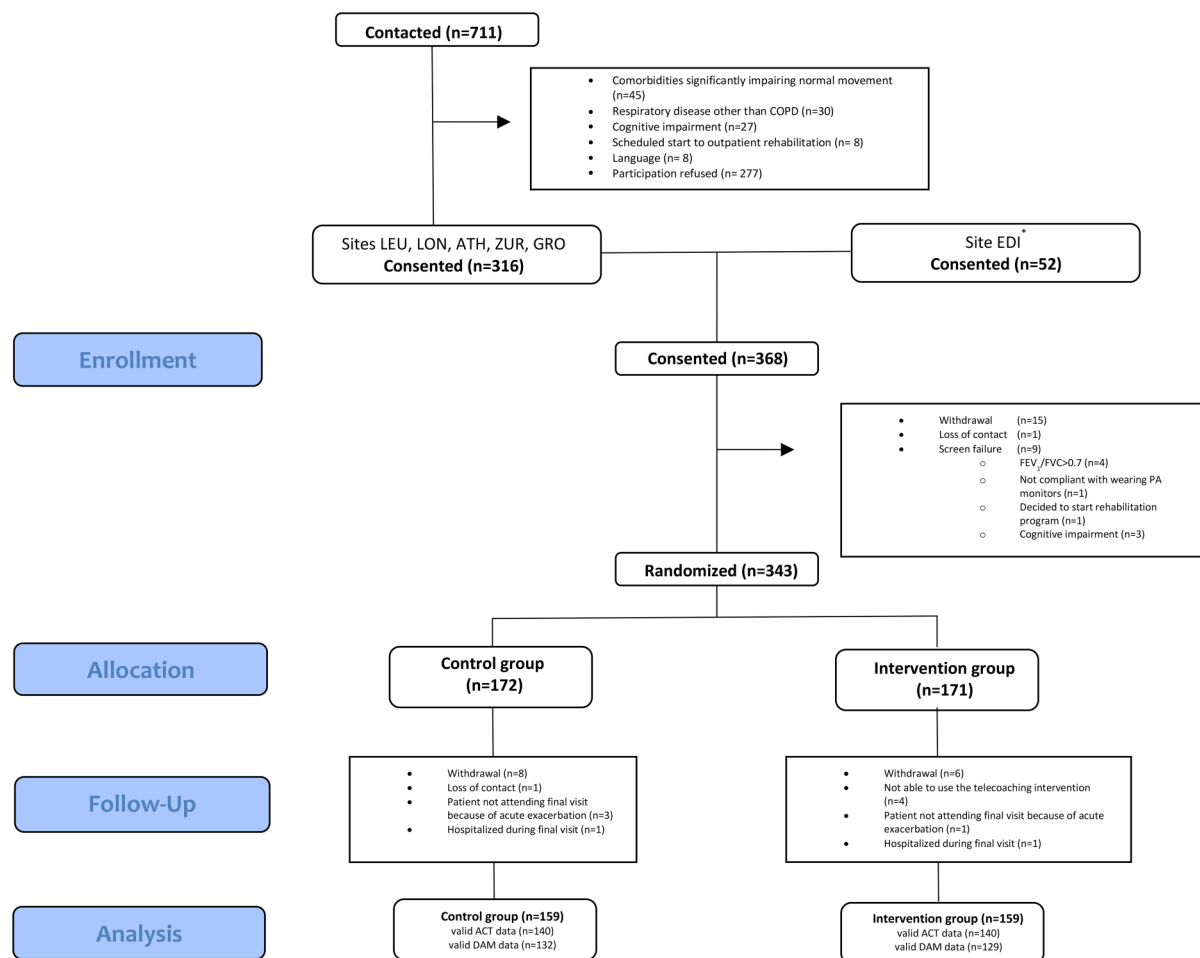 Contacted (n=711)
• Comorbidities significantly impairing normal movement
(n=45)
• Respiratory disease other than COPD (n=30)
• Cognitive impairment (n=27)
• Scheduled start to outpatient rehabilitation (n= 8)
• Language (n= 8)
• Participation refused (n= 277)
Sites LEU, LON, ATH, ZUR, GRO
Consented (n=316)
Site EDI*
Consented (n=52)
Enrollment
Consented (n=368)
• Withdrawal (n=15)
• Loss of contact (n=1)
• Screen failure (n=9)
o FEV1/FVC>0.7 (n=4)
o Not compliant with wearing PA
monitors (n=1)
o Decided to start rehabilitation
program (n=1)
o Cognitive impairment (n=3)
Randomized (n=343)
Allocation
Control group
(n=172)
Intervention group
(n=171)
Follow-Up
• Withdrawal (n=8)
• Loss of contact (n=1)
• Patient not attending final visit
because of acute exacerbation (n=3)
• Hospitalized during final visit (n=1)
• Withdrawal (n=6)
• Not able to use the telecoaching intervention
(n=4)
• Patient not attending final visit because of acute
exacerbation (n=1)
• Hospitalized during final visit (n=1)
Analysis
Control group (n=159)
valid ACT data (n=140)
valid DAM data (n=132)
Intervention group (n=159)
valid ACT data (n=140)
valid DAM data (n=129)